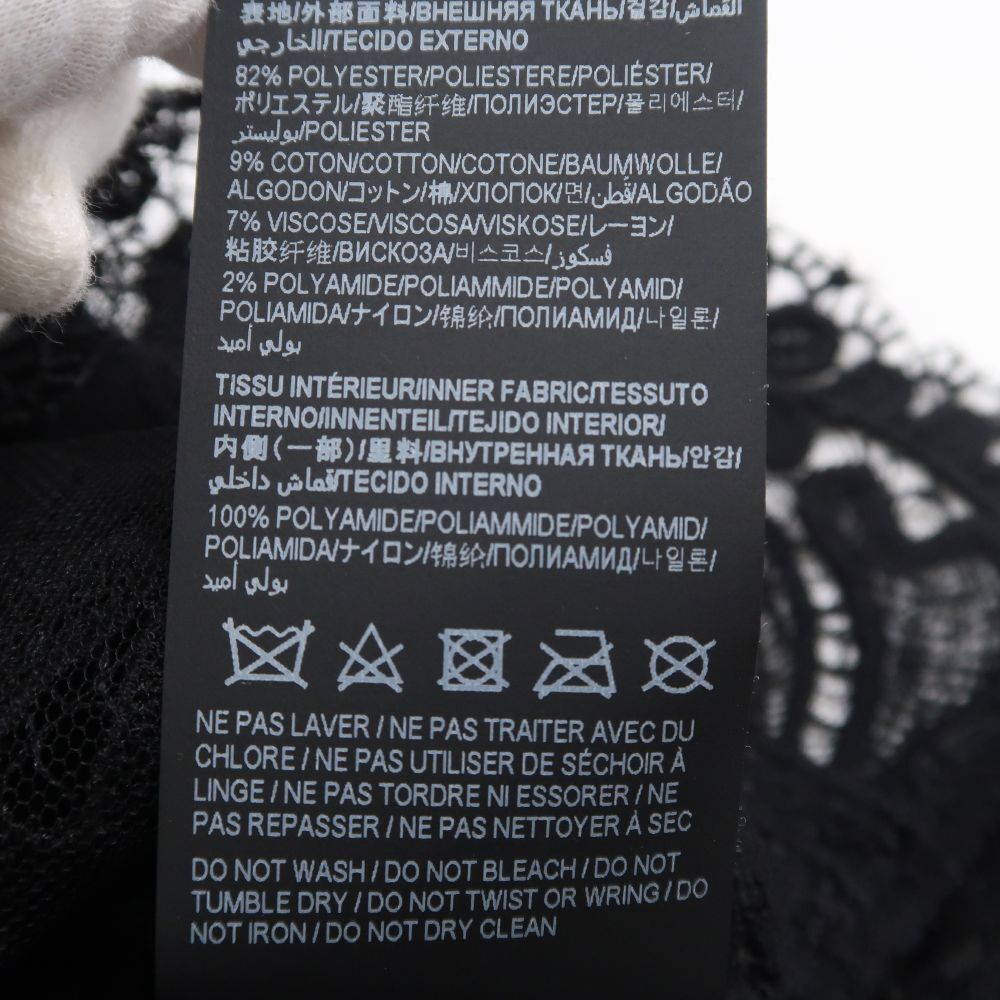 表地/外部面料/ВНЕШНЯЯ ТКАНЬ/겉감/القماش
الخارجي/TECIDO EXTERNO
82% POLYESTER/POLIESTERE/POLIÉSTER/
ポリエステル/聚酯纤维/ПОЛИЭСТЕР/폴리에스터/
بوليستر/POLIESTER
9% COTON/COTTON/COTONE/BAUMWOLLE/
ALGODON/コットン/棉/ХЛОПОК/면/قُطن/ALGODÃO
7% VISCOSE/VISCOSA/VISKOSE/レーヨン/
粘胶纤维/ВИСКОЗА/비스코스/فسكوز
2% POLYAMIDE/POLIAMMIDE/POLYAMID/
POLIAMIDA/ナイロン/锦纶/ПОЛИАМИД/나일론/
بولي أميد
TISSU INTÉRIEUR/INNER FABRIC/TESSUTO
INTERNO/INNENTEIL/TEJIDO INTERIOR/
内側(一部)/里料/ВНУТРЕННАЯ ТКАНЬ/안감/
قماش داخلي/TECIDO INTERNO
100% POLYAMIDE/POLIAMMIDE/POLYAMID/
POLIAMIDA/ナイロン/锦纶/ПОЛИАМИД/나일론/
بولي أميد
NE PAS LAVER / NE PAS TRAITER AVEC DU
CHLORE / NE PAS UTILISER DE SÉCHOIR À
LINGE / NE PAS TORDRE NI ESSORER / NE
PAS REPASSER / NE PAS NETTOYER À SEC
DO NOT WASH / DO NOT BLEACH / DO NOT
TUMBLE DRY / DO NOT TWIST OR WRING / DO
NOT IRON / DO NOT DRY CLEAN